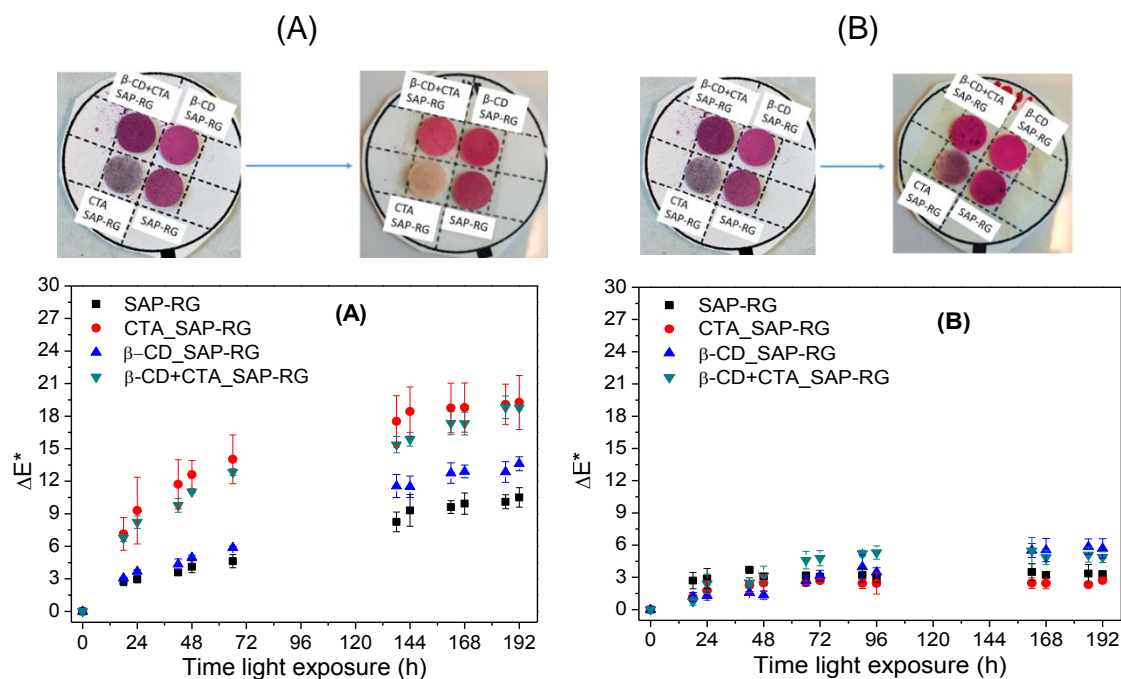 (A)
(B)
β-CD+CTA
SAP-RG
β-CD
SAP-RG
CTA
SAP-RG
SAP-RG
β-CD+CTA
SAP-RG
β-CD
SAP-RG
CTA
SAP-RG
SAP-RG
β-CD+CTA
SAP-RG
β-CD
SAP-RG
CTA
SAP-RG
SAP-RG
β-CD+CTA
SAP-RG
β-CD
SAP-RG
CTA
SAP-RG
SAP-RG
30
27
24
21
18
15
12
9
6
3
0
ΔE*
SAP-RG
CTA_SAP-RG
β-CD_SAP-RG
β-CD+CTA_SAP-RG
(A)
0 24 48 72 96 120 144 168 192
Time light exposure (h)
30
27
24
21
18
15
12
9
6
3
0
ΔE*
SAP-RG
CTA_SAP-RG
β-CD_SAP-RG
β-CD+CTA_SAP-RG
(B)
0 24 48 72 96 120 144 168 192
Time light exposure (h)